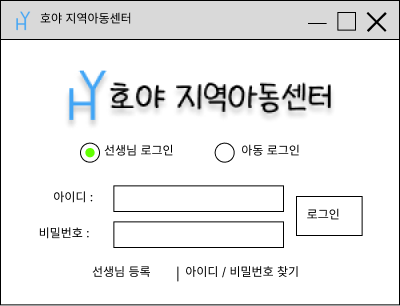 HY 호야 지역아동센터
HY 호야 지역아동센터
선생님 로그인 아동 로그인
아이디 :
로그인
비밀번호 :
선생님 등록 | 아이디 / 비밀번호 찾기